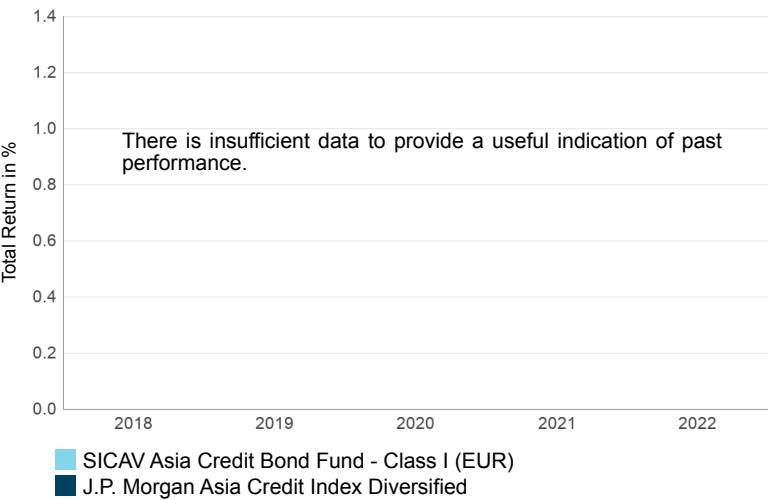 1.4
1.2
1.0
0.8
0.6
0.4
0.2
0.0
Total Return in %
There is insufficient data to provide a useful indication of past
performance.
2018 2019 2020 2021 2022
SICAV Asia Credit Bond Fund - Class I (EUR)
J.P. Morgan Asia Credit Index Diversified